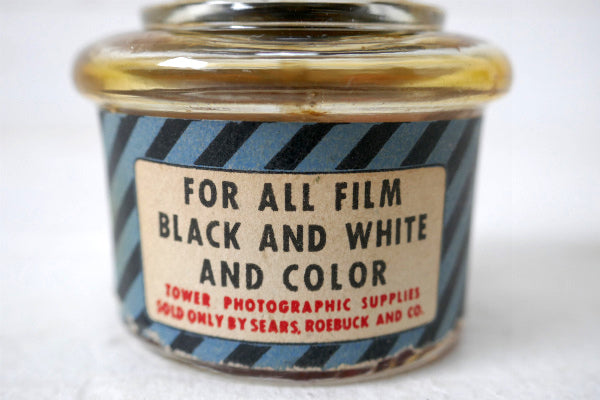 FOR ALL FILM
BLACK AND WHITE
AND COLOR
TOWER PHOTOGRAPHIC SUPPLIES
SOLD ONLY BY SEARS, ROEBUCK AND CO.